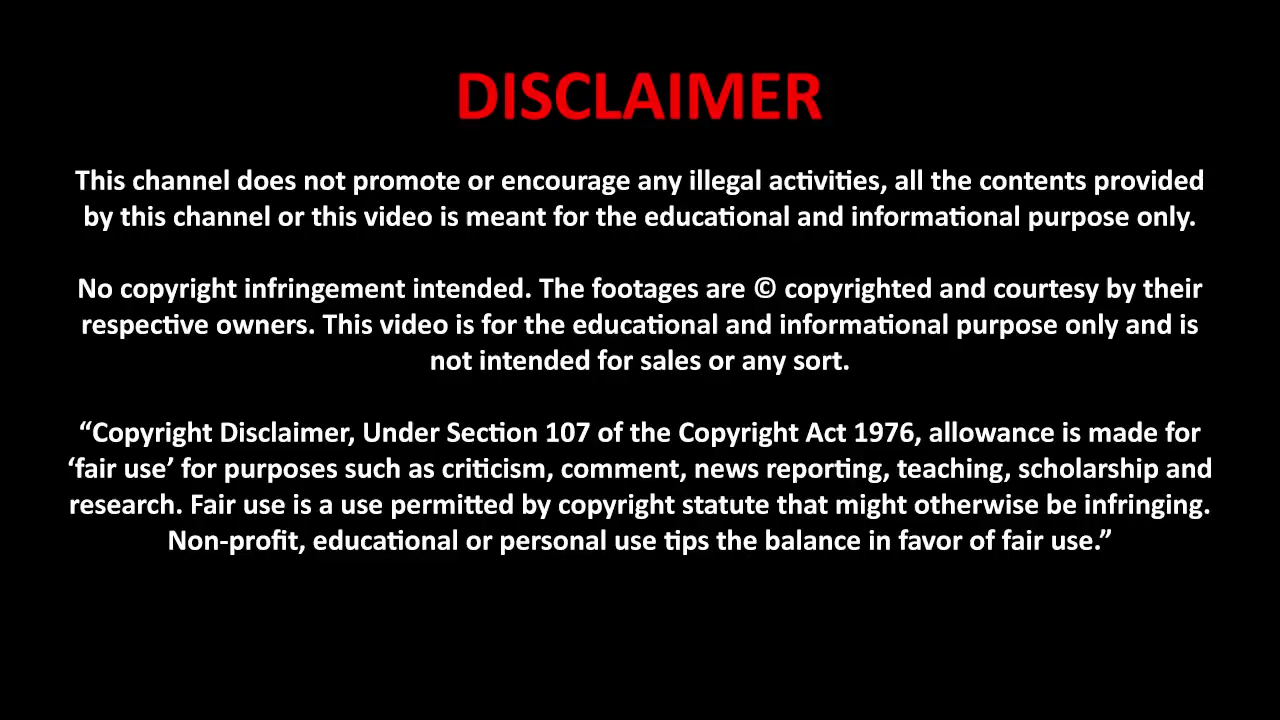 DISCLAIMER
This channel does not promote or encourage any illegal activities, all the contents provided
by this channel or this video is meant for the educational and informational purpose only.
No copyright infringement intended. The footages are © copyrighted and courtesy by their
respective owners. This video is for the educational and informational purpose only and is
not intended for sales or any sort.
“Copyright Disclaimer, Under Section 107 of the Copyright Act 1976, allowance is made for
‘fair use’ for purposes such as criticism, comment, news reporting, teaching, scholarship and
research. Fair use is a use permitted by copyright statute that might otherwise be infringing.
Non-profit, educational or personal use tips the balance in favor of fair use.”